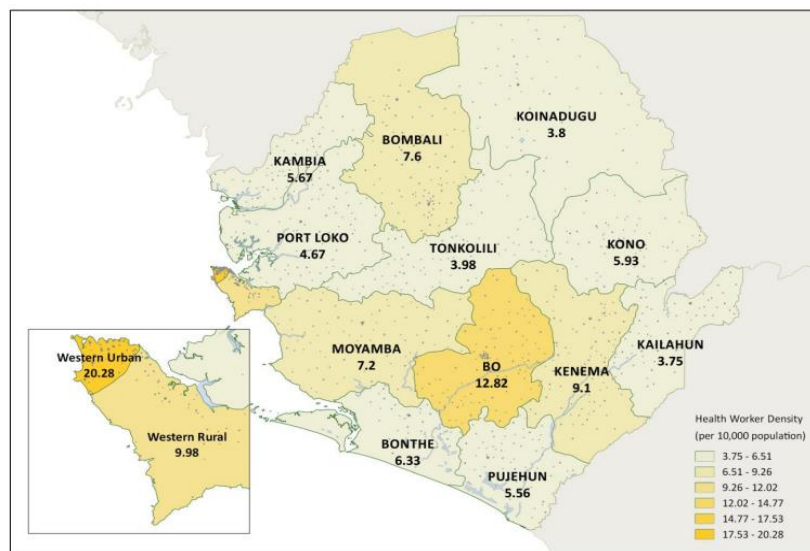 KOINADUGU
3.8
BOMBALI
7.6
KAMBIA
5.67
PORT LOKO
4.67
TONKOLILI
3.98
KONO
5.93
KAILAHUN
3.75
MOYAMBA
7.2
BO
12.82
KENEMA
9.1
Western Urban
20.28
Western Rural
9.98
BONTHE
6.33
PUJEHUN
5.56
Health Worker Density
(per 10,000 population)
3.75 - 6.51
6.51 - 9.26
9.26 - 12.02
12.02 - 14.77
14.77 - 17.53
17.53 - 20.28